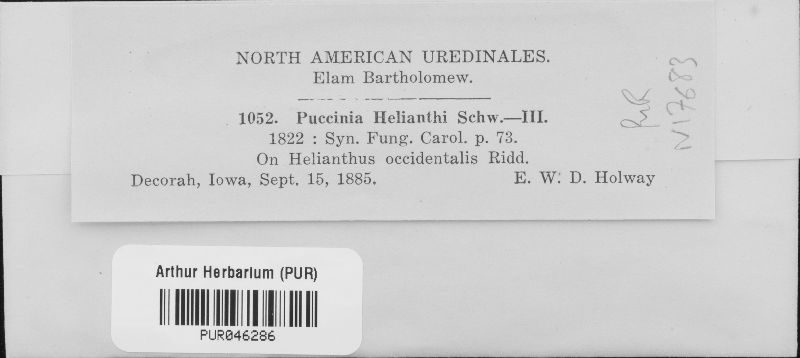 NORTH AMERICAN UREDINALES.
Elam Bartholomew.
1052. Puccinia Helianthi Schw.—III.
1822 : Syn. Fung. Carol. p. 73.
On Helianthus occidentalis Ridd.
Decorah, Iowa, Sept. 15, 1885. E. W. D. Holway
PUR
N17683
Arthur Herbarium (PUR)
PUR046286